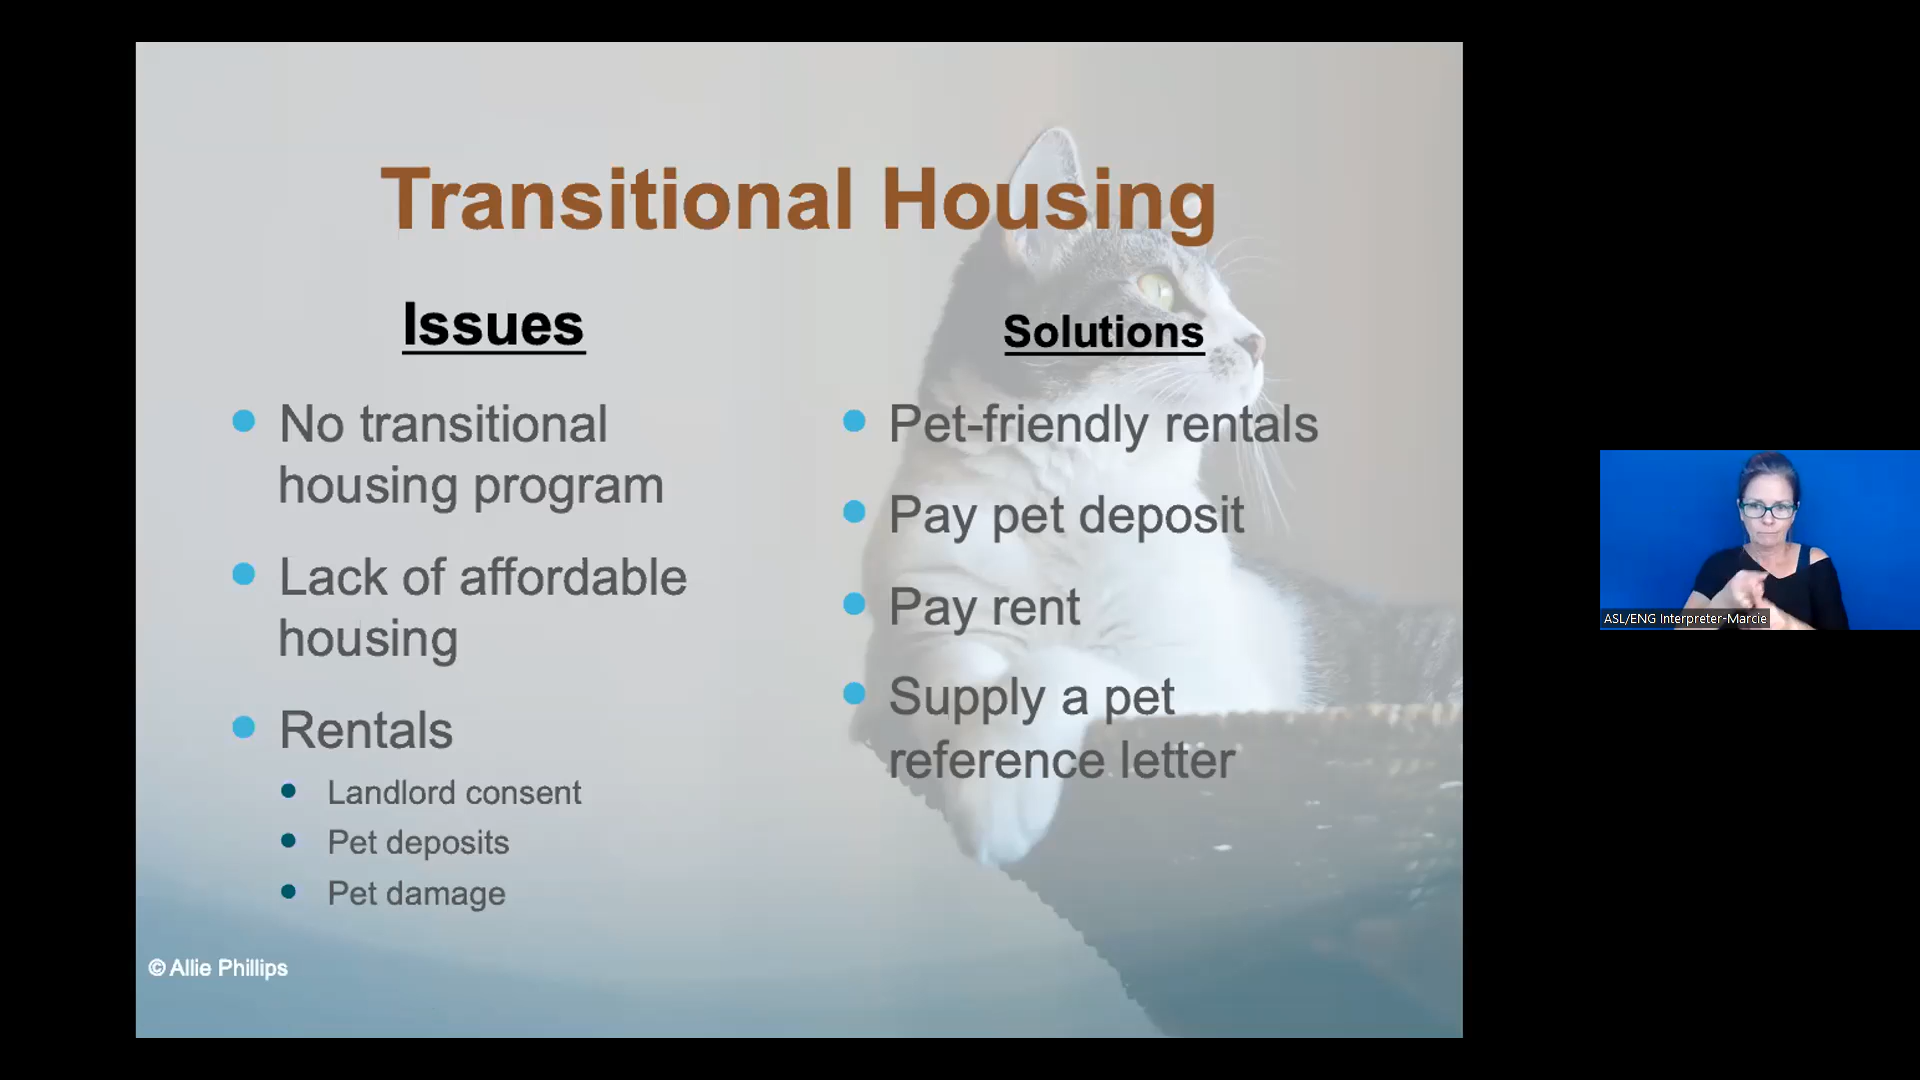 Transitional Housing
Issues
No transitional
housing program
Lack of affordable
housing
Rentals
Landlord consent
Pet deposits
Pet damage
Solutions
Pet-friendly rentals
Pay pet deposit
Pay rent
Supply a pet
reference letter
© Allie Phillips
ASL/ENG Interpreter-Marcie